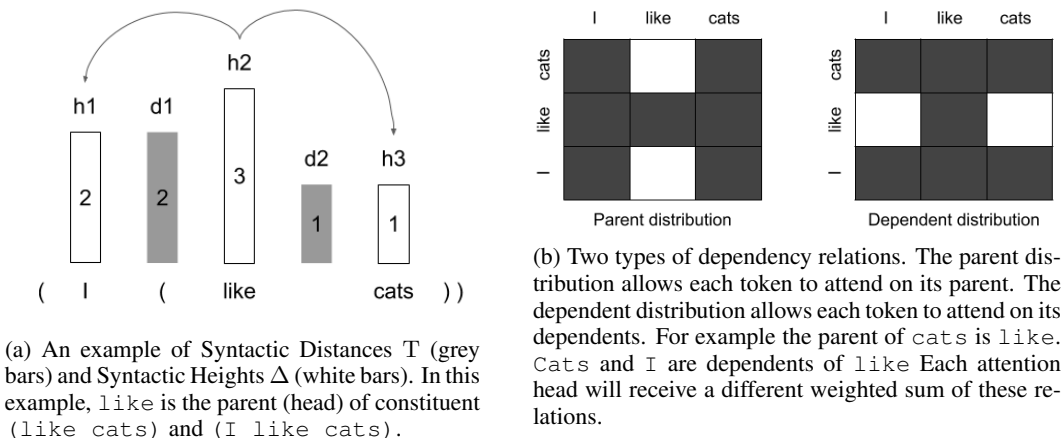 h2
h1 d1
d2 h3
2 2 3 1 1
( I ( like cats ) )
(a) An example of Syntactic Distances T (grey
bars) and Syntactic Heights Δ (white bars). In this
example, like is the parent (head) of constituent
(like cats) and (I like cats).
I like cats
cats
like
I
Parent distribution
I like cats
cats
like
I
Dependent distribution
(b) Two types of dependency relations. The parent dis-
tribution allows each token to attend on its parent. The
dependent distribution allows each token to attend on its
dependents. For example the parent of cats is like.
Cats and I are dependents of like Each attention
head will receive a different weighted sum of these re-
lations.